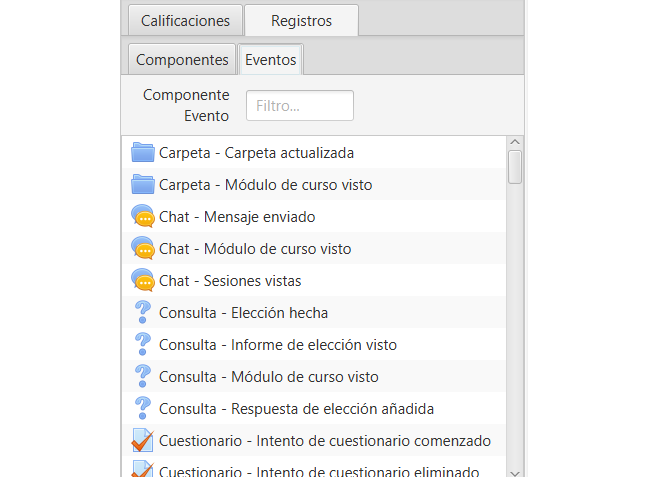 Calificaciones Registros
Componentes Eventos
Componente
Evento
Filtro...
Carpeta - Carpeta actualizada
Carpeta - Módulo de curso visto
Chat - Mensaje enviado
Chat - Módulo de curso visto
Chat - Sesiones vistas
Consulta - Elección hecha
Consulta - Informe de elección visto
Consulta - Módulo de curso visto
Consulta - Respuesta de elección añadida
Cuestionario - Intento de cuestionario comenzado
Cuestionario - Intento de cuestionario eliminado